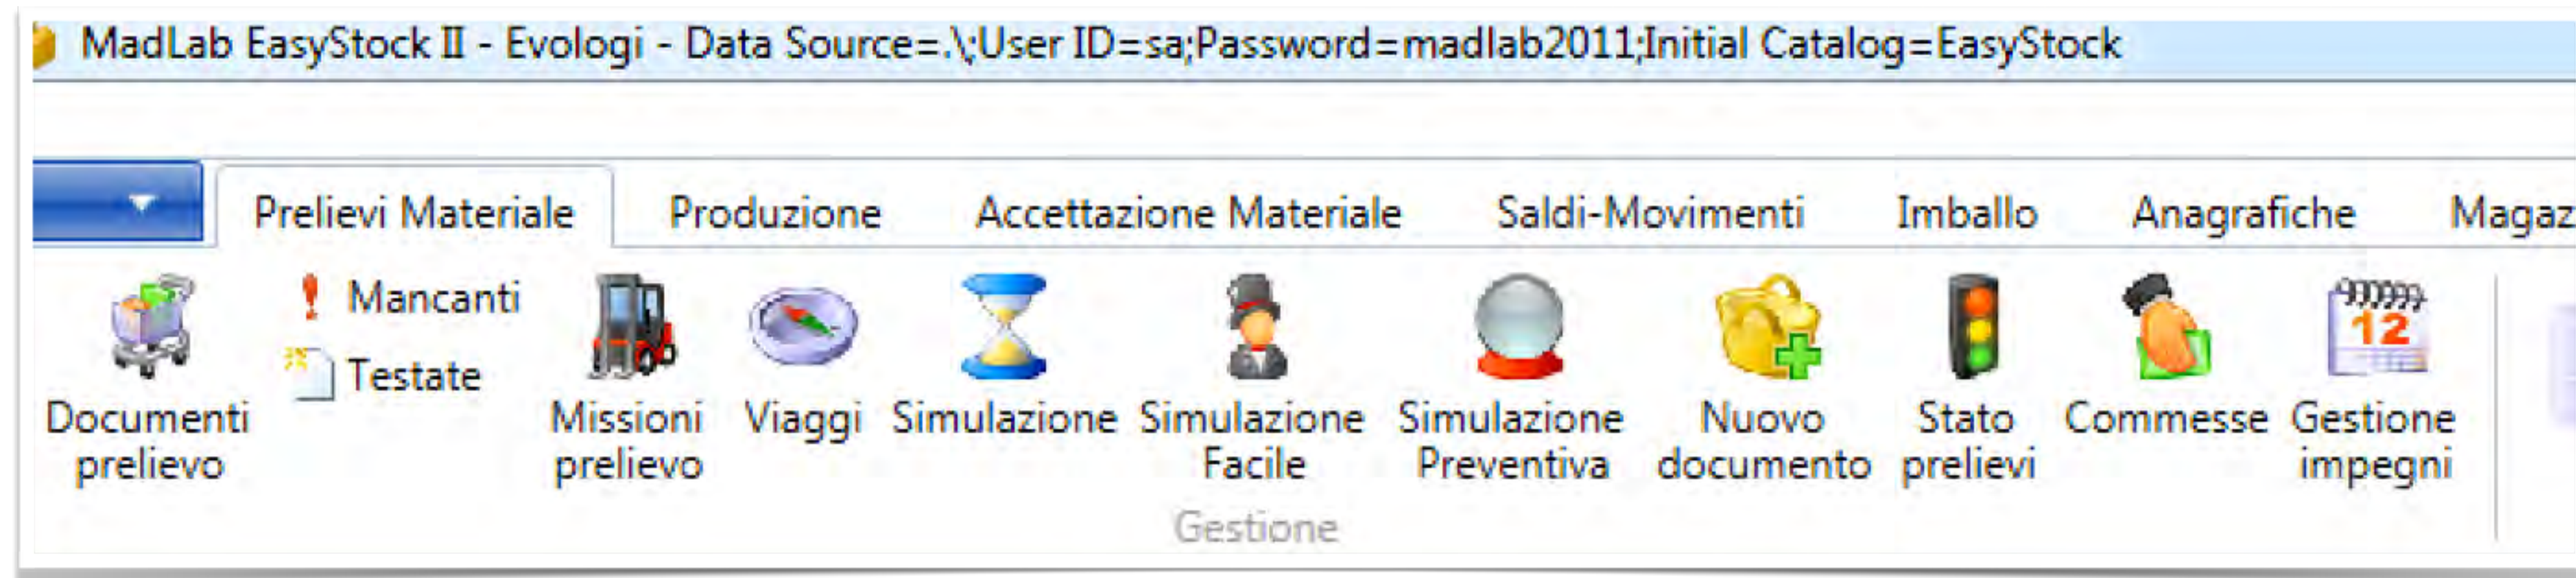 MadLab EasyStock II - Evologi - Data Source=.\;User ID=sa;Password=madlab2011;Initial Catalog=EasyStock
Prelievi Materiale Produzione Accettazione Materiale Saldi-Movimenti Imballo Anagrafiche Magaz
Documenti
prelievo
Mancanti
Testate
Missioni
prelievo
Viaggi
Simulazione
Simulazione
Facile
Simulazione
Preventiva
Nuovo
documento
Stato
prelievi
Commesse
12
Gestione
impegni
Gestione